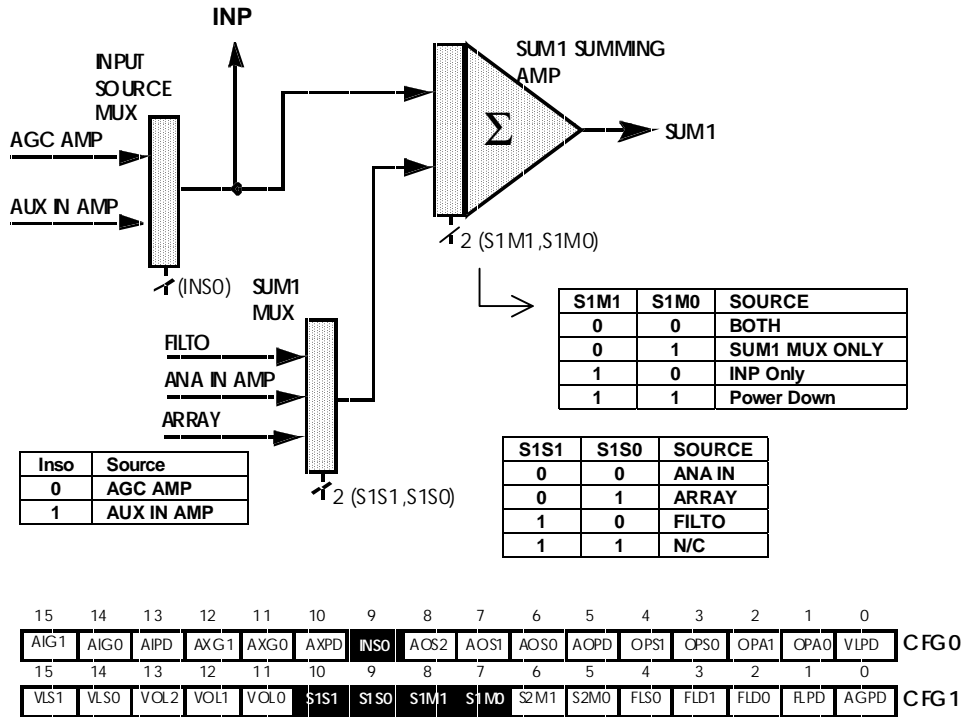 INP
INPUT
SOURCE
MUX
SUM1 SUMMING
AMP
Σ
SUM1
AGC AMP
AUX IN AMP
2 (S1M1,S1M0)
(INS0)
SUM1
MUX
FILTO
ANA IN AMP
ARRAY
2 (S1S1,S1S0)
S1M1 S1M0 SOURCE
0 0 BOTH
0 1 SUM1 MUX ONLY
1 0 INP Only
1 1 Power Down
Inso Source
0 AGC AMP
1 AUX IN AMP
S1S1 S1S0 SOURCE
0 0 ANA IN
0 1 ARRAY
1 0 FILTO
1 1 N/C
15 14 13 12 11 10 9 8 7 6 5 4 3 2 1 0
AIG1 AIG0 AIPD AXG1 AXG0 AXPD INS0 AOS2 AOS1 AOS0 AOPD OPS1 OPS0 OPA1 OPA0 VLPD CFG0
15 14 13 12 11 10 9 8 7 6 5 4 3 2 1 0
VLS1 VLS0 VOL2 VOL1 VOL0 S1S1 S1S0 S1M1 S1M0 S2M1 S2M0 FLS0 FLD1 FLD0 FLPD AGPD CFG1